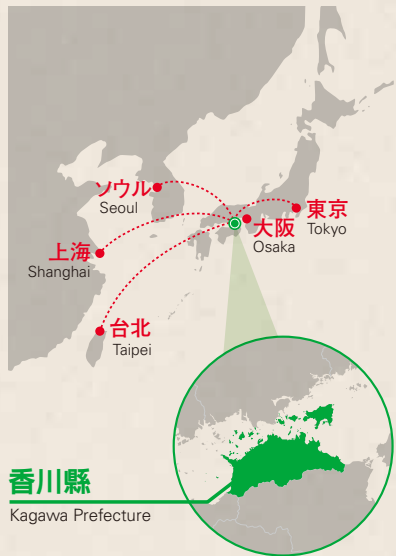 ソウル
Seoul
東京
Tokyo
大阪
Osaka
上海
Shanghai
台北
Taipei
香川縣
Kagawa Prefecture